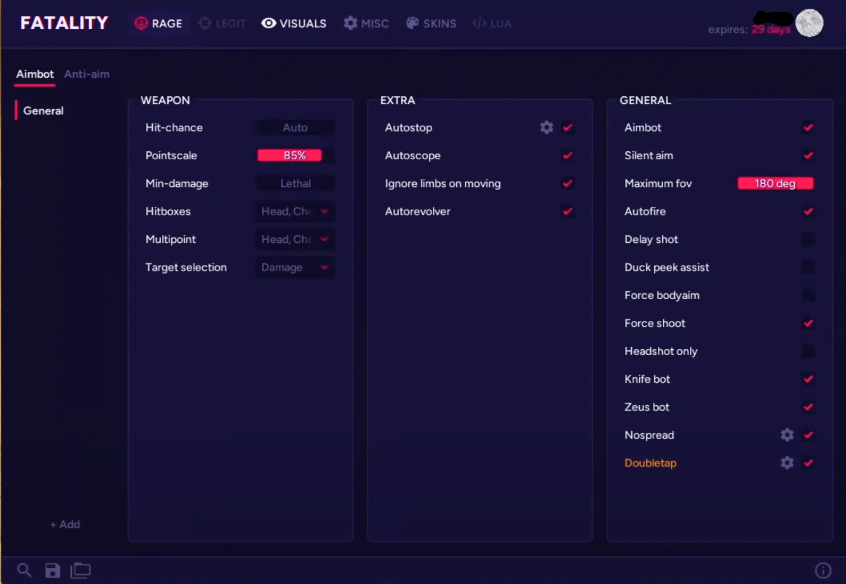 FATALITY RAGE LEGIT VISUALS MISC SKINS </> LUA
expires: 29 days
Aimbot Anti-aim
General
+ Add
WEAPON
Hit-chance Auto
Pointscale 85%
Min-damage Lethal
Hitboxes Head, Che
Multipoint Head, Che
Target selection Damage
EXTRA
Autostop
Autoscope
Ignore limbs on moving
Autorevolver
GENERAL
Aimbot
Silent aim
Maximum fov 180 deg
Autofire
Delay shot
Duck peek assist
Force bodyaim
Force shoot
Headshot only
Knife bot
Zeus bot
Nospread
Doubletap